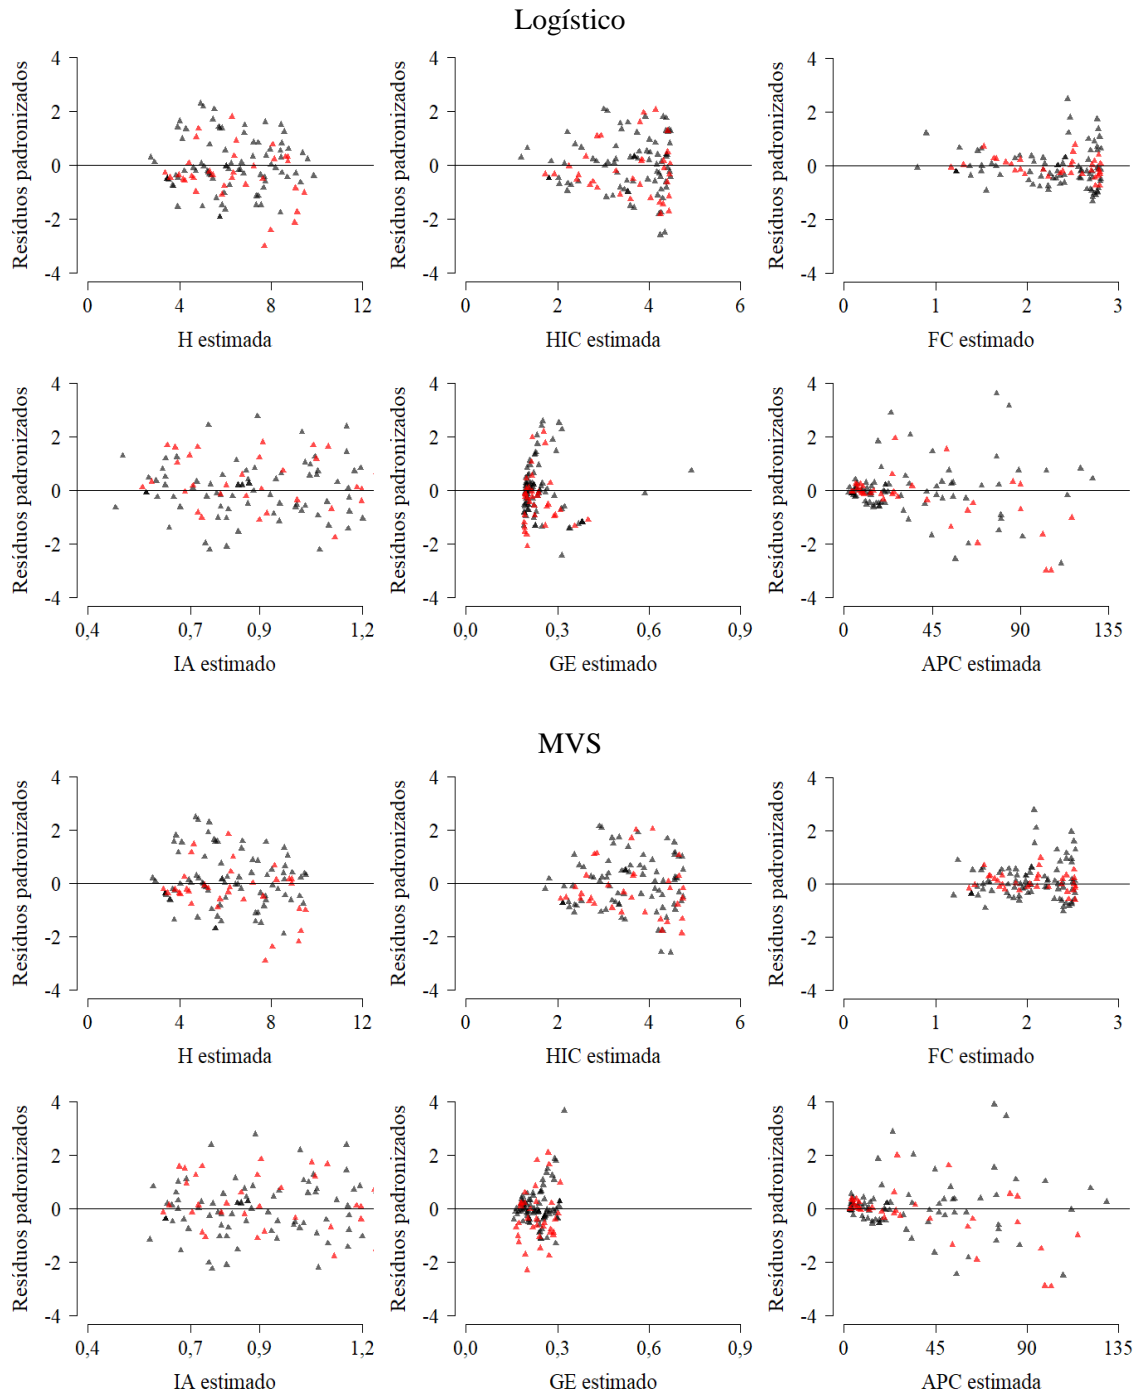 Logístico
Resíduos padronizados
4
2
0
-2
-4
0 4 8 12
H estimada
Resíduos padronizados
4
2
0
-2
-4
0 2 4 6
HIC estimada
Resíduos padronizados
4
2
0
-2
-4
0 1 2 3
FC estimado
Resíduos padronizados
4
2
0
-2
-4
0,4 0,7 0,9 1,2
IA estimado
Resíduos padronizados
4
2
0
-2
-4
0,0 0,3 0,6 0,9
GE estimado
Resíduos padronizados
4
2
0
-2
-4
0 45 90 135
APC estimada
MVS
Resíduos padronizados
4
2
0
-2
-4
0 4 8 12
H estimada
Resíduos padronizados
4
2
0
-2
-4
0 2 4 6
HIC estimada
Resíduos padronizados
4
2
0
-2
-4
0 1 2 3
FC estimado
Resíduos padronizados
4
2
0
-2
-4
0,4 0,9 0,9 1,2
IA estimado
Resíduos padronizados
4
2
0
-2
-4
0,0 0,3 0,6 0,9
GE estimado
Resíduos padronizados
4
2
0
-2
-4
0 45 90 135
APC estimada